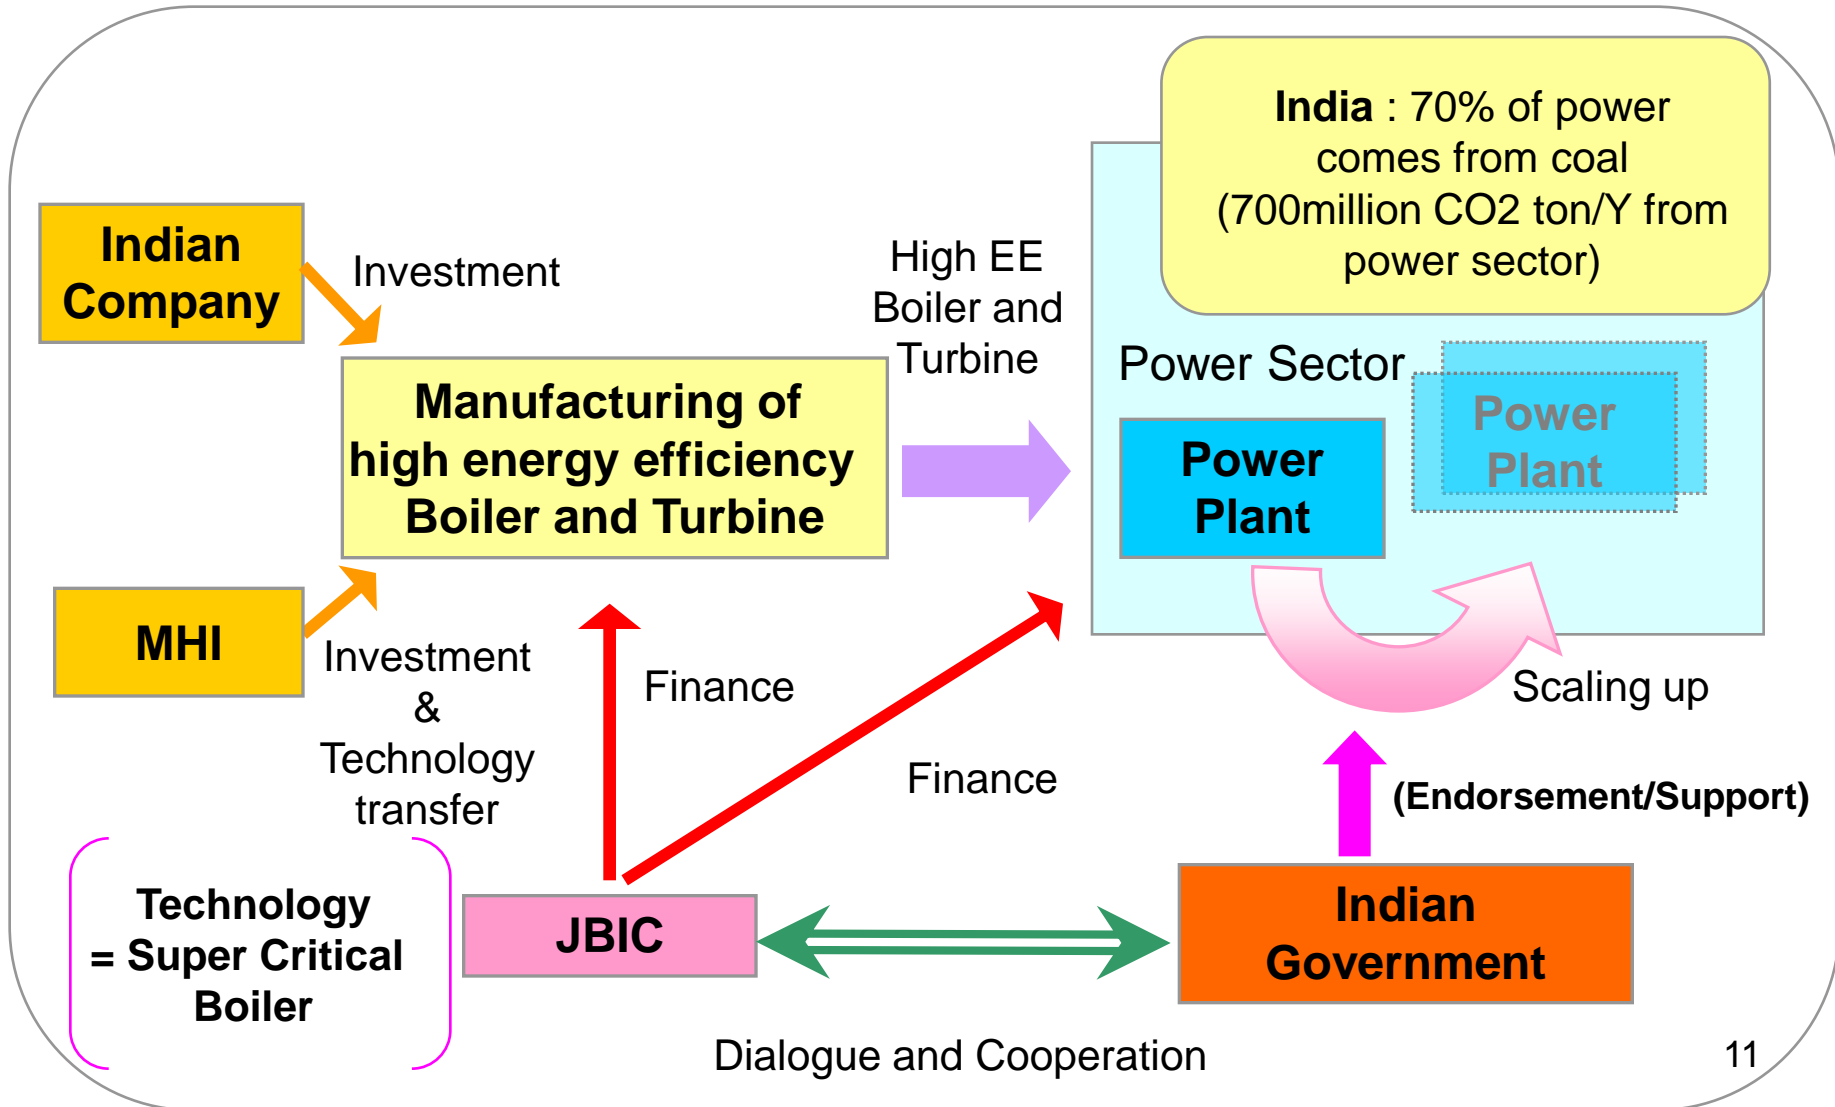 India : 70% of power
comes from coal
(700million CO2 ton/Y from
power sector)
Indian
Company
Investment
High EE
Boiler and
Turbine
Power Sector
Manufacturing of
high energy efficiency
Boiler and Turbine
Power
Plant
Power
Plant
MHI
Investment
&
Technology
transfer
Finance
Finance
Scaling up
(Endorsement/Support)
Technology
= Super Critical
Boiler
JBIC
Indian
Government
Dialogue and Cooperation
11